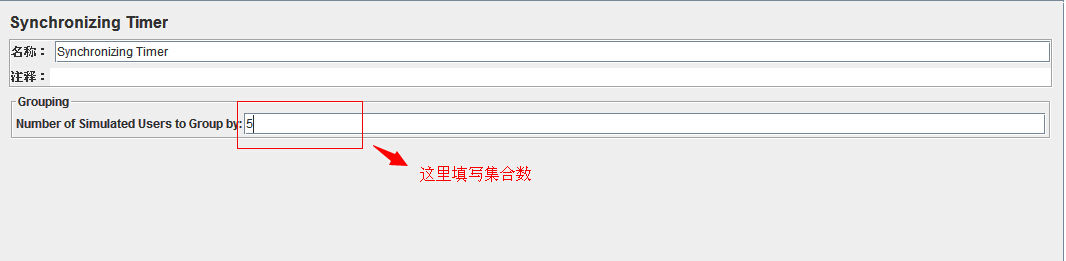 Synchronizing Timer
名称： Synchronizing Timer
注释：
Grouping
Number of Simulated Users to Group by: 5
这里填写集合数